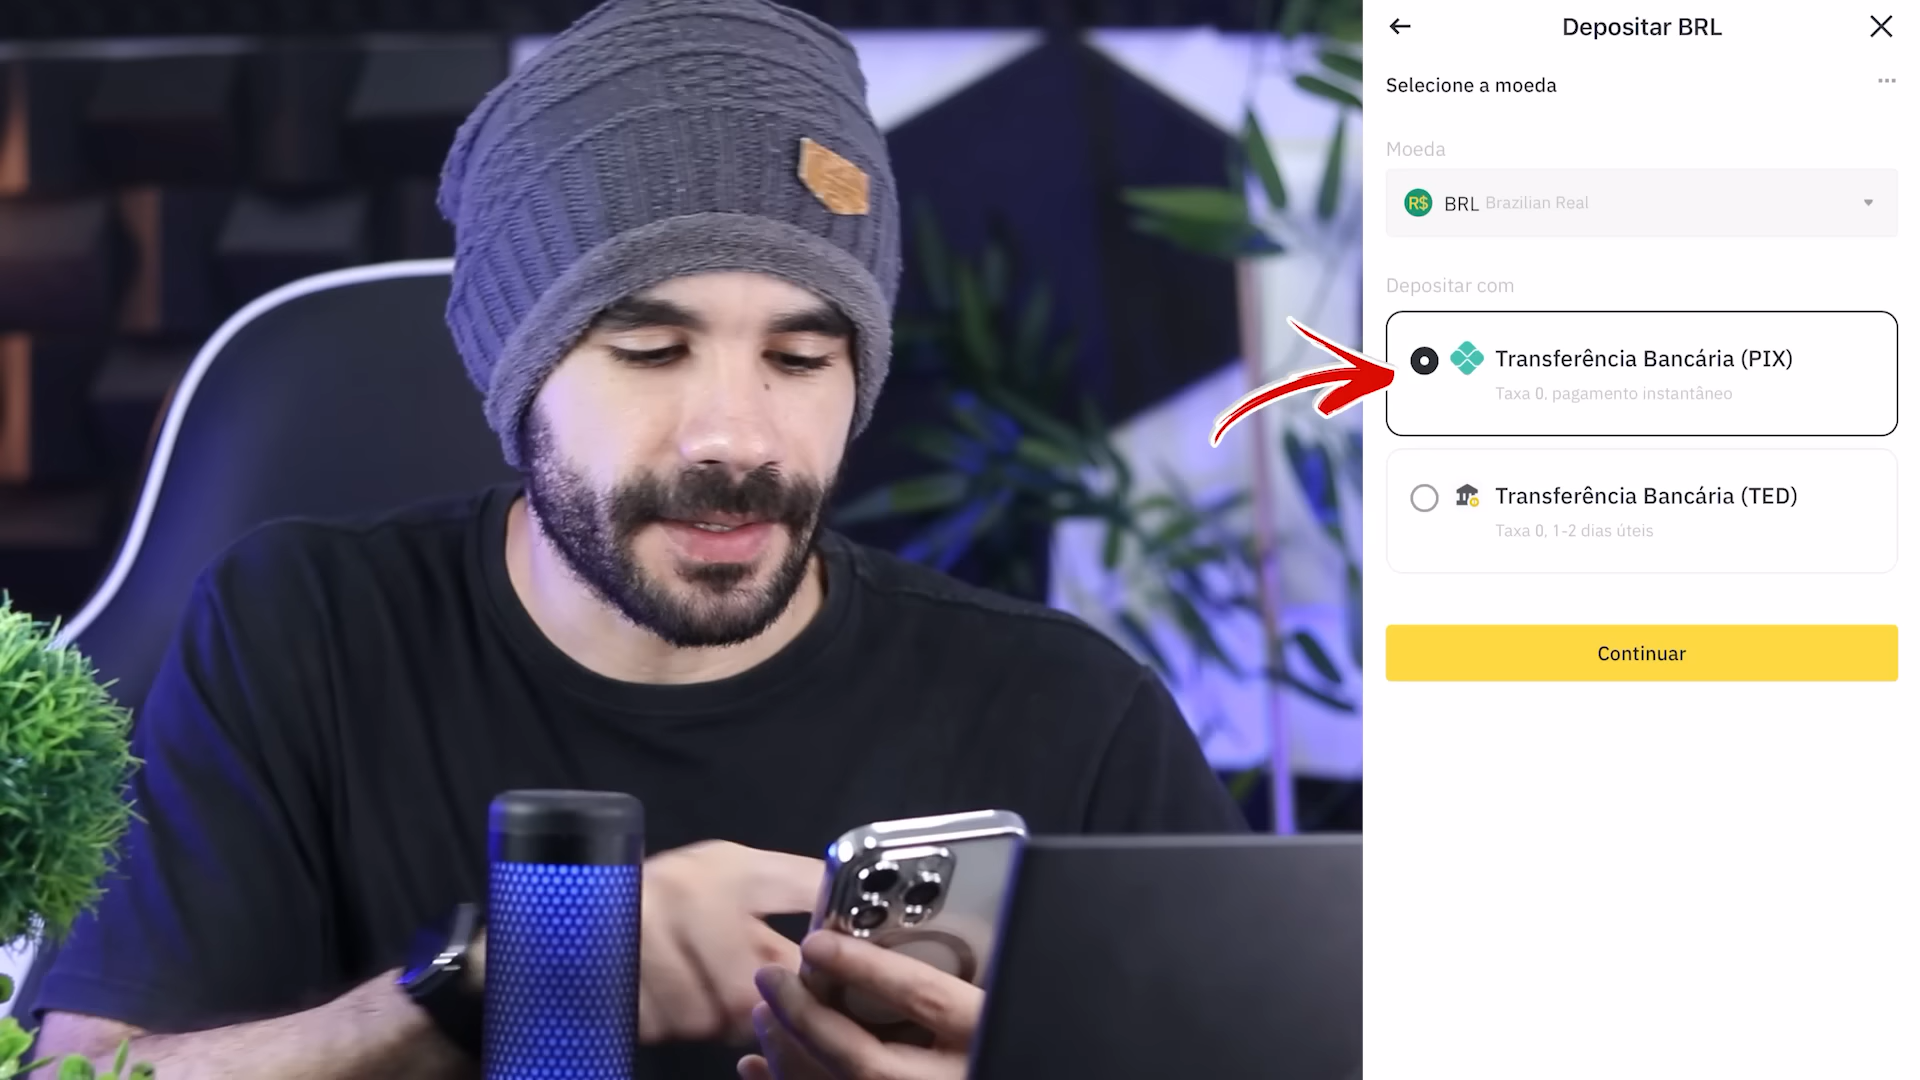 Depositar BRL
Selecione a moeda
Moeda
R$ BRL Brazilian Real
Depositar com
Transferência Bancária (PIX)
Taxa 0, pagamento instantâneo
Transferência Bancária (TED)
Taxa 0, 1-2 dias úteis
Continuar